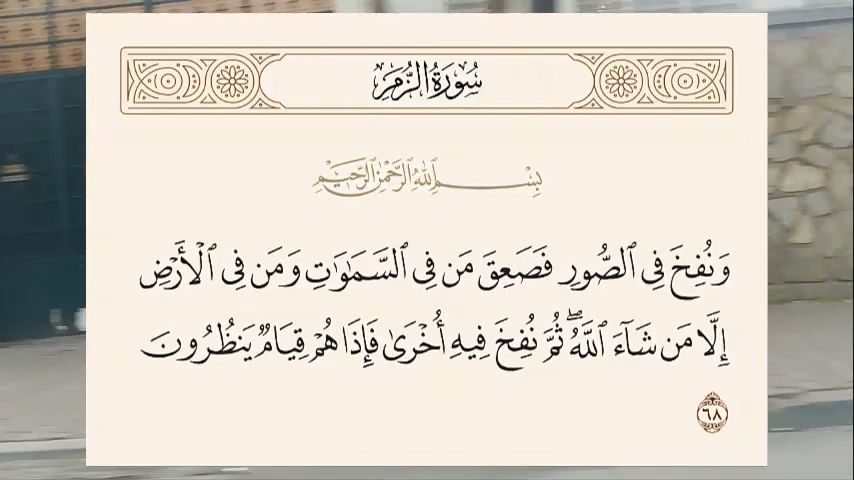 سُورَةُ الزُّمَرِ
بِسْمِ ٱللَّهِ ٱلرَّحْمَٰنِ ٱلرَّحِيمِ
وَنُفِخَ فِى ٱلصُّورِ فَصَعِقَ مَن فِى ٱلسَّمَٰوَٰتِ وَمَن فِى ٱلْأَرْضِ
إِلَّا مَن شَآءَ ٱللَّهُ ۖ ثُمَّ نُفِخَ فِيهِ أُخْرَىٰ فَإِذَا هُمْ قِيَامٌ يَنظُرُونَ
٦٨